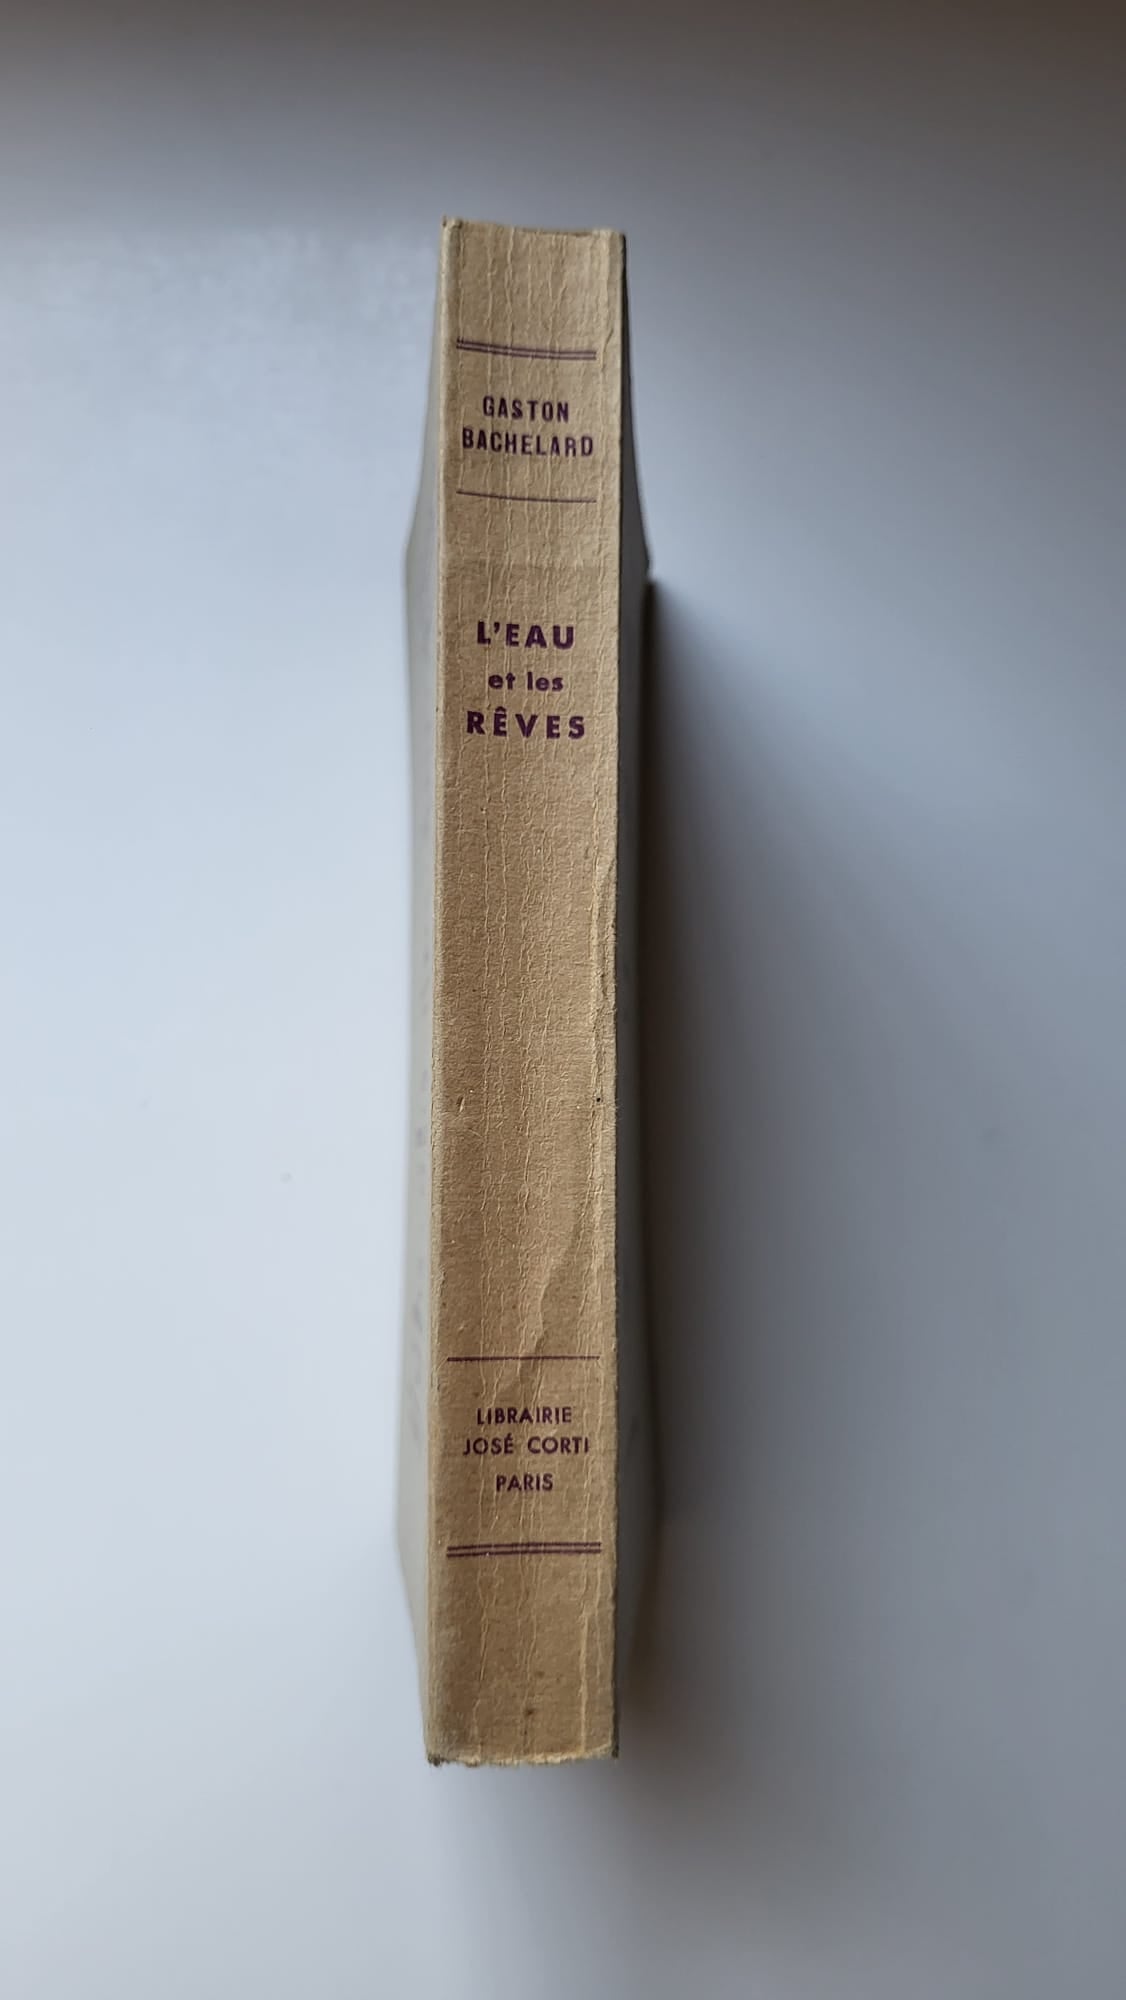 GASTON
BACHELARD
L'EAU
et les
RÊVES
LIBRAIRIE
JOSÉ CORTI
PARIS